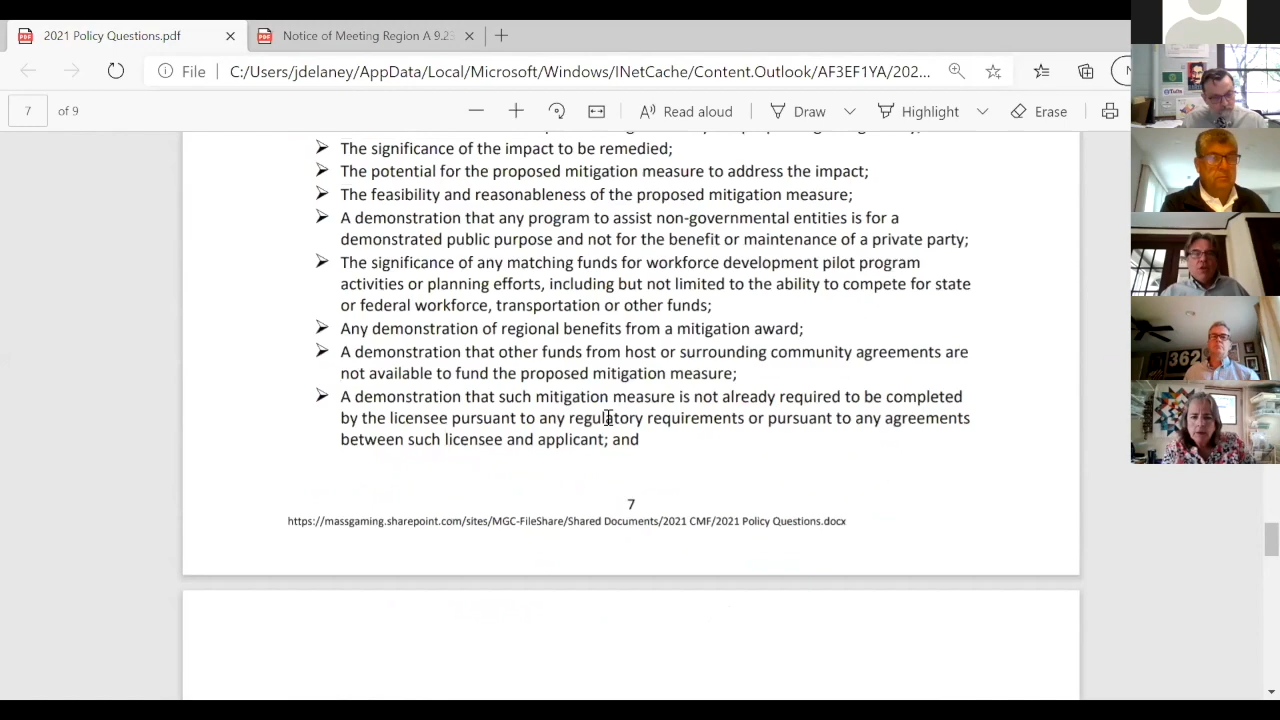 2021 Policy Questions.pdf
Notice of Meeting Region A 9.2
File
C:/Users/jdelaney/AppData/Local/Microsoft/Windows/INetCache/Content.Outlook/AF3EF1YA/202
7 of 9
Read aloud
Draw
Highlight
Erase
➢ The significance of the impact to be remedied;
➢ The potential for the proposed mitigation measure to address the impact;
➢ The feasibility and reasonableness of the proposed mitigation measure;
➢ A demonstration that any program to assist non-governmental entities is for a
demonstrated public purpose and not for the benefit or maintenance of a private party;
➢ The significance of any matching funds for workforce development pilot program
activities or planning efforts, including but not limited to the ability to compete for state
or federal workforce, transportation or other funds;
➢ Any demonstration of regional benefits from a mitigation award;
➢ A demonstration that other funds from host or surrounding community agreements are
not available to fund the proposed mitigation measure;
➢ A demonstration that such mitigation measure is not already required to be completed
by the licensee pursuant to any regulatory requirements or pursuant to any agreements
between such licensee and applicant; and
7
https://massgaming.sharepoint.com/sites/MGC-FileShare/Shared Documents/2021 CMF/2021 Policy Questions.docx
Tufts
362